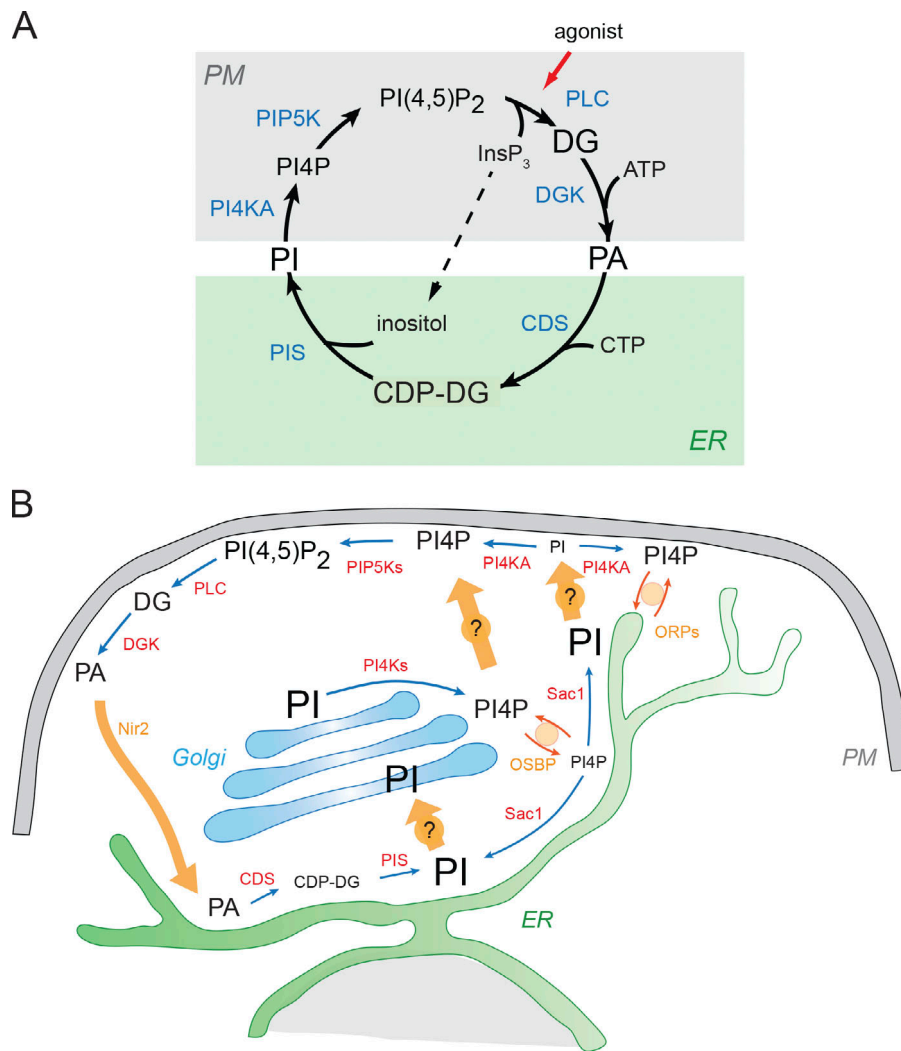 A
agonist
PM
PI(4,5)P2
PLC
PIP5K
DG
InsP3
PI4P
ATP
DGK
PI4KA
PI
PA
inositol
CDS
PIS
CTP
CDP-DG
ER
B
PI4P
PI
PI4P
PI(4,5)P2
PI4KA
PI4KA
PIP5Ks
PLC
DG
?
ORPs
DGK
?
PI
PA
PI4Ks
Sac1
PI
PI4P
Nir2
Golgi
OSBP
PI4P
PM
PI
Sac1
?
PIS
CDS
PI
CDP-DG
PA
ER